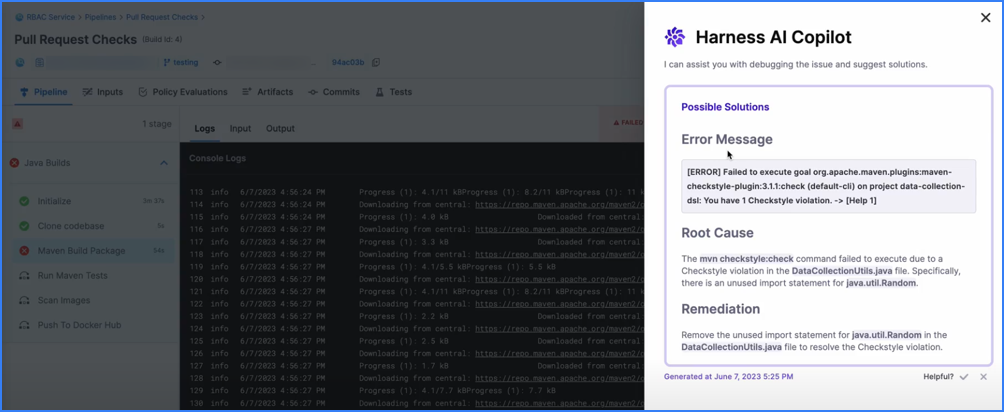 RBAC Service > Pipelines > Pull Request Checks >
Pull Request Checks (Build Id: 4)
testing
...
94ac03b
Pipeline Inputs Policy Evaluations Artifacts Commits Tests
1 stage
Java Builds
Initialize
Clone codebase 5s
Maven Build Package 54s
Run Maven Tests
Scan Images
Push To Docker Hub
Logs Input Output
FAILED
Console Logs
113 info 6/7/2023 4:56:24 PM Progress (1): 4.1/11 kBProgress (1): 8.2/11 kBProgress (1): 11 k
114 info 6/7/2023 4:56:24 PM Downloading from central: https://repo.maven.apache.org/maven2/
115 info 6/7/2023 4:56:24 PM Progress (1): 4.0 kB Downloaded from central:
116 info 6/7/2023 4:56:24 PM Downloading from central: https://repo.maven.apache.org/maven2/
117 info 6/7/2023 4:56:24 PM Progress (1): 3.3 kB Downloaded from central:
118 info 6/7/2023 4:56:27 PM Downloading from central: https://repo.maven.apache.org/maven2/
119 info 6/7/2023 4:56:27 PM Progress (1): 4.1/5.5 kBProgress (1): 5.5 kB
120 info 6/7/2023 4:56:27 PM Downloading from central: https://repo.maven.apache.org/maven2/
121 info 6/7/2023 4:56:27 PM Progress (1): 4.1/11 kBProgress (1): 8.2/11 kBProgress (1): 11 k
122 info 6/7/2023 4:56:27 PM Downloading from central: https://repo.maven.apache.org/maven2/
123 info 6/7/2023 4:56:27 PM Progress (1): 2.2 kB Downloaded from central:
124 info 6/7/2023 4:56:27 PM Downloading from central: https://repo.maven.apache.org/maven2/
125 info 6/7/2023 4:56:27 PM Progress (1): 2.5 kB Downloaded from central:
126 info 6/7/2023 4:56:27 PM Downloading from central: https://repo.maven.apache.org/maven2/
127 info 6/7/2023 4:56:27 PM Progress (1): 1.7 kB Downloaded from central:
128 info 6/7/2023 4:56:27 PM Downloading from central: https://repo.maven.apache.org/maven2/
129 info 6/7/2023 4:56:27 PM Progress (1): 4.1/7.7 kBProgress (1): 7.7 kB
130 info 6/7/2023 4:56:27 PM Downloading from central: https://repo.maven.apache.org/maven2/
Harness AI Copilot
I can assist you with debugging the issue and suggest solutions.
Possible Solutions
Error Message
[ERROR] Failed to execute goal org.apache.maven.plugins:maven-
checkstyle-plugin:3.1.1:check (default-cli) on project data-collection-
dsl: You have 1 Checkstyle violation. -> [Help 1]
Root Cause
The mvn checkstyle:check command failed to execute due to a
Checkstyle violation in the DataCollectionUtils.java file. Specifically,
there is an unused import statement for java.util.Random.
Remediation
Remove the unused import statement for java.util.Random in the
DataCollectionUtils.java file to resolve the Checkstyle violation.
Generated at June 7, 2023 5:25 PM
Helpful?